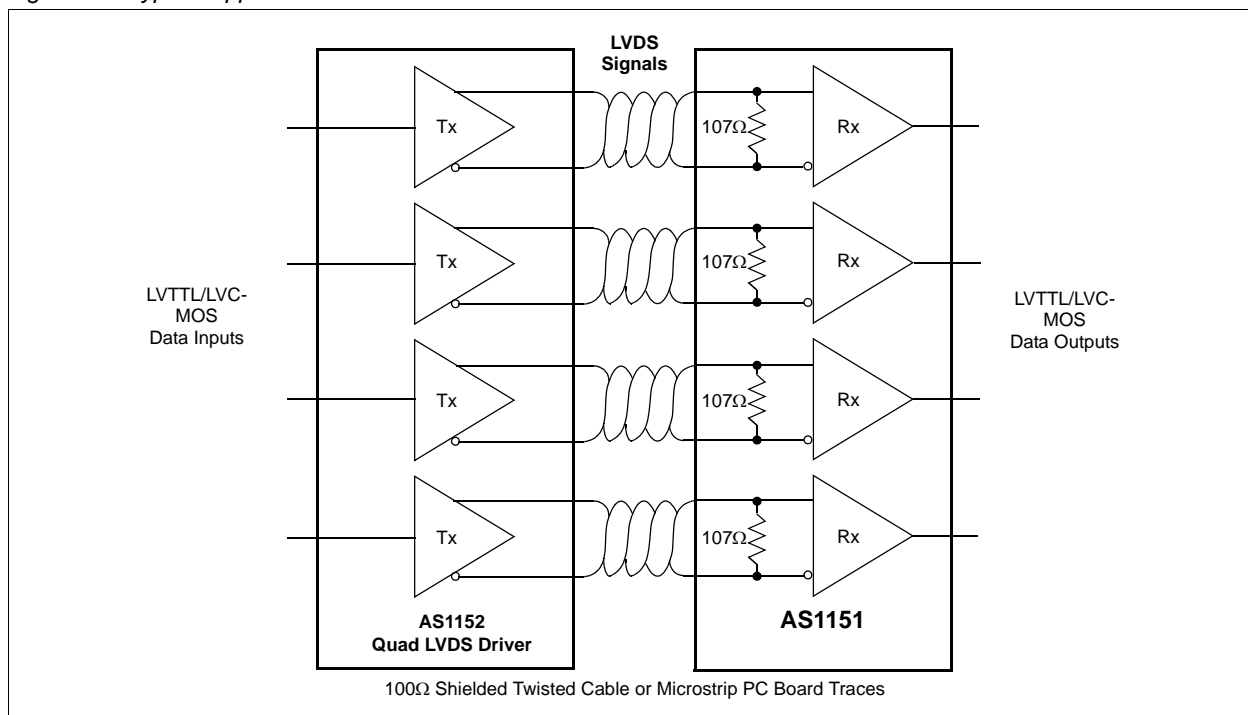 LVDS
Signals
Tx
107Ω
Rx
Tx
107Ω
Rx
LVTTL/LVC-
MOS
Data Inputs
LVTTL/LVC-
MOS
Data Outputs
Tx
107Ω
Rx
Tx
107Ω
Rx
AS1152
Quad LVDS Driver
AS1151
100Ω Shielded Twisted Cable or Microstrip PC Board Traces